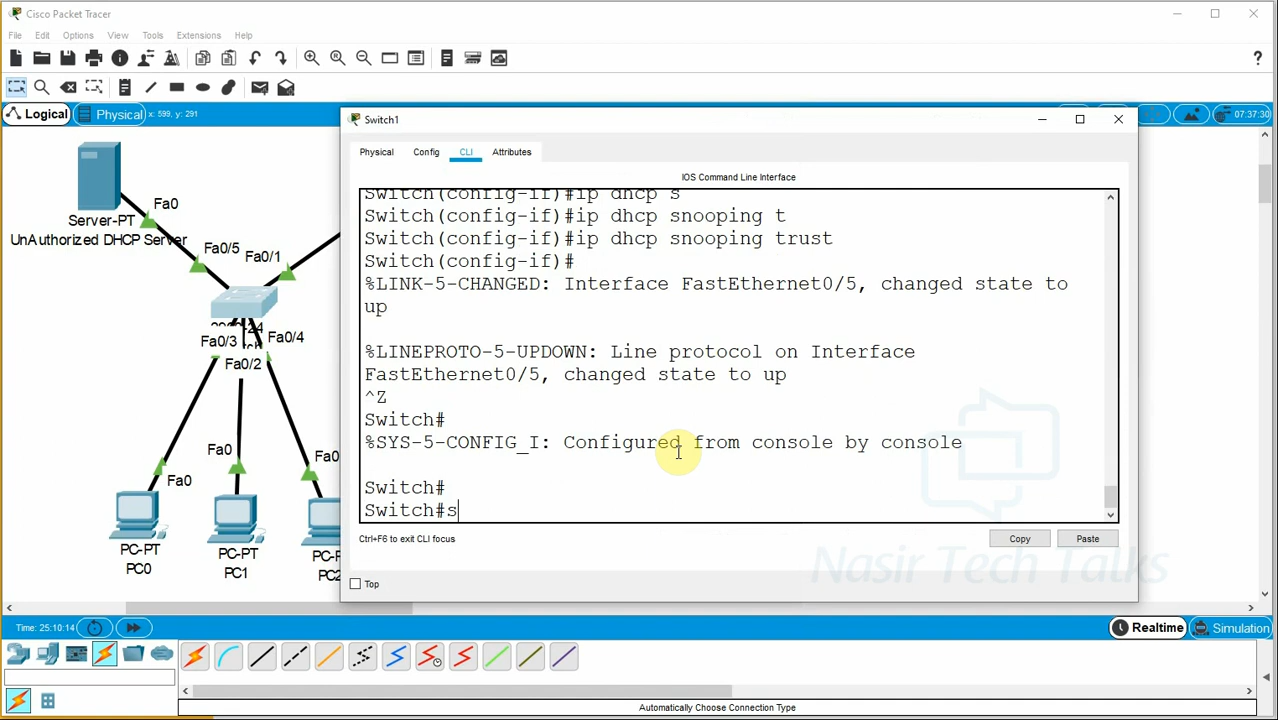 Cisco Packet Tracer
File Edit Options View Tools Extensions Help
?
Logical
Physical
x: 599, y: 291
07:37:30
Switch1
Physical Config CLI Attributes
IOS Command Line Interface
Switch(config-if)#ip dhcp s
Switch(config-if)#ip dhcp snooping t
Switch(config-if)#ip dhcp snooping trust
Switch(config-if)#
%LINK-5-CHANGED: Interface FastEthernet0/5, changed state to
up
%LINEPROTO-5-UPDOWN: Line protocol on Interface
FastEthernet0/5, changed state to up
^Z
Switch#
%SYS-5-CONFIG_I: Configured from console by console
Switch#
Switch#s
Ctrl+F6 to exit CLI focus
Copy
Paste
Top
Nasir Tech Talks
Fa0
Server-PT
UnAuthorized DHCP Server
Fa0/5
Fa0/1
Fa0/3
Fa0/4
Fa0/2
Fa0
Fa0
Fa0
PC-PT
PC0
PC-PT
PC1
PC2
Time: 25:10:14
Realtime
Simulation
Automatically Choose Connection Type